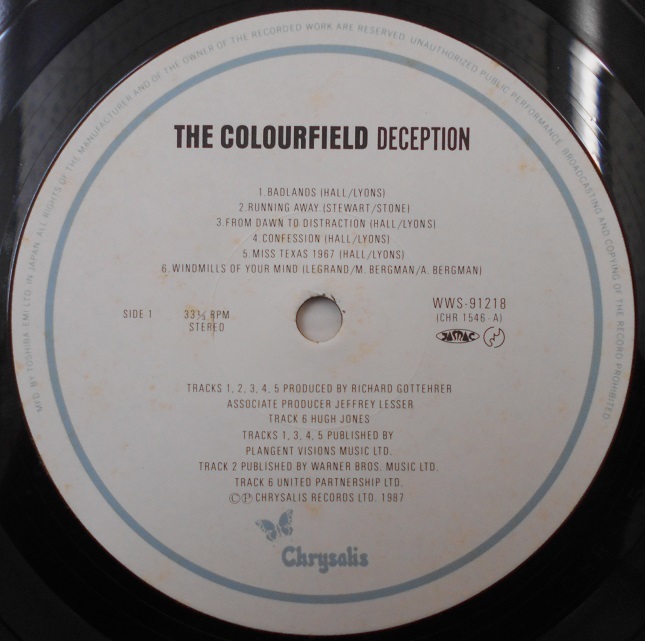 MFD BY TOSHIBA EMI LTD IN JAPAN. ALL RIGHTS OF THE MANUFACTURER AND OF THE OWNER OF THE RECORDED WORK ARE RESERVED. UNAUTHORIZED PUBLIC PERFORMANCE, BROADCASTING AND COPYING OF THE RECORD PROHIBITED
THE COLOURFIELD DECEPTION
1.BADLANDS (HALL/LYONS)
2.RUNNING AWAY.(STEWART/STONE)
3.FROM DAWN TO DISTRACTION (HALL/LYONS)
4.CONFESSION (HALL/LYONS)
5.MISS TEXAS 1967 (HALL/LYONS)
6.WINDMILLS OF YOUR MIND (LEGRAND/M. BERGMAN/A. BERGMAN)
SIDE 1 33⅓ RPM
STEREO
WWS-91218
(CHR 1546-A)
JASRAC
TRACKS 1, 2, 3, 4, 5 PRODUCED BY RICHARD GOTTEHRER
ASSOCIATE PRODUCER JEFFREY LESSER
TRACK 6 HUGH JONES
TRACKS 1, 3, 4, 5 PUBLISHED BY
PLANGENT VISIONS MUSIC LTD.
TRACK 2 PUBLISHED BY WARNER BROS. MUSIC LTD.
TRACK 6 UNITED PARTNERSHIP LTD.
©℗ CHRYSALIS RECORDS LTD. 1987
Chrysalis